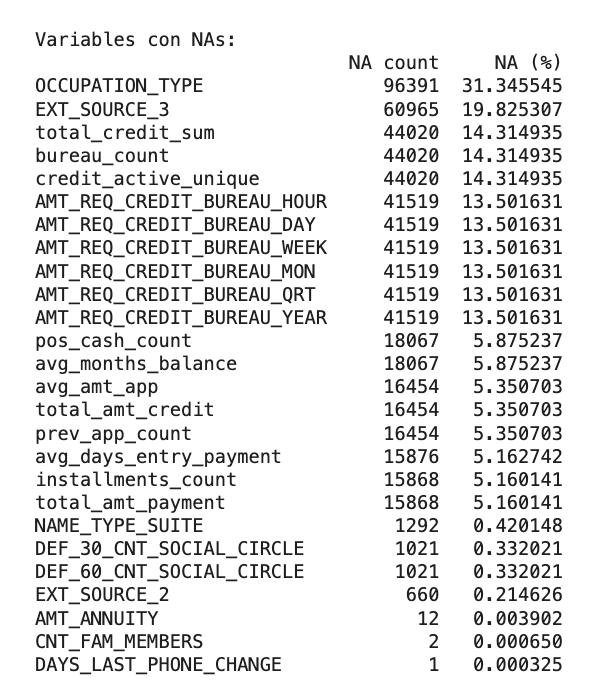 Variables con NAs:
NA count NA (%)
OCCUPATION_TYPE 96391 31.345545
EXT_SOURCE_3 60965 19.825307
total_credit_sum 44020 14.314935
bureau_count 44020 14.314935
credit_active_unique 44020 14.314935
AMT_REQ_CREDIT_BUREAU_HOUR 41519 13.501631
AMT_REQ_CREDIT_BUREAU_DAY 41519 13.501631
AMT_REQ_CREDIT_BUREAU_WEEK 41519 13.501631
AMT_REQ_CREDIT_BUREAU_MON 41519 13.501631
AMT_REQ_CREDIT_BUREAU_QRT 41519 13.501631
AMT_REQ_CREDIT_BUREAU_YEAR 41519 13.501631
pos_cash_count 18067 5.875237
avg_months_balance 18067 5.875237
avg_amt_app 16454 5.350703
total_amt_credit 16454 5.350703
prev_app_count 16454 5.350703
avg_days_entry_payment 15876 5.162742
installments_count 15868 5.160141
total_amt_payment 15868 5.160141
NAME_TYPE_SUITE 1292 0.420148
DEF_30_CNT_SOCIAL_CIRCLE 1021 0.332021
DEF_60_CNT_SOCIAL_CIRCLE 1021 0.332021
EXT_SOURCE_2 660 0.214626
AMT_ANNUITY 12 0.003902
CNT_FAM_MEMBERS 2 0.000650
DAYS_LAST_PHONE_CHANGE 1 0.000325